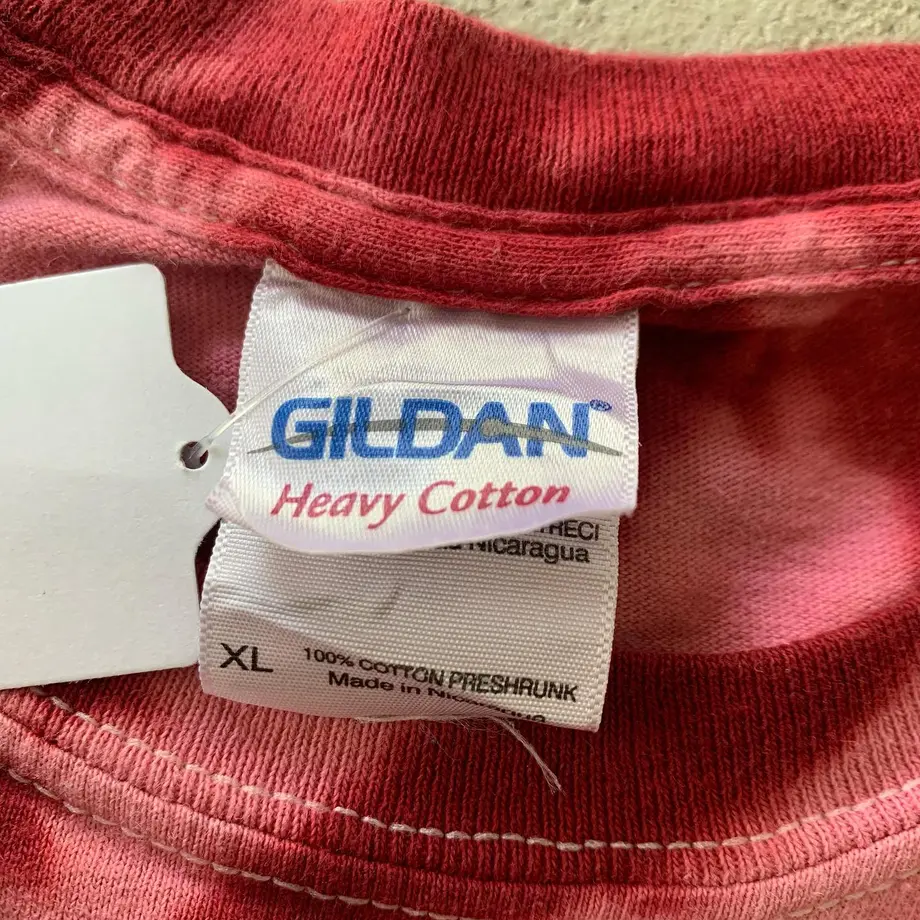 GILDAN®
Heavy Cotton
Nicaragua
XL
100% COTTON PRESHRUNK
Made in